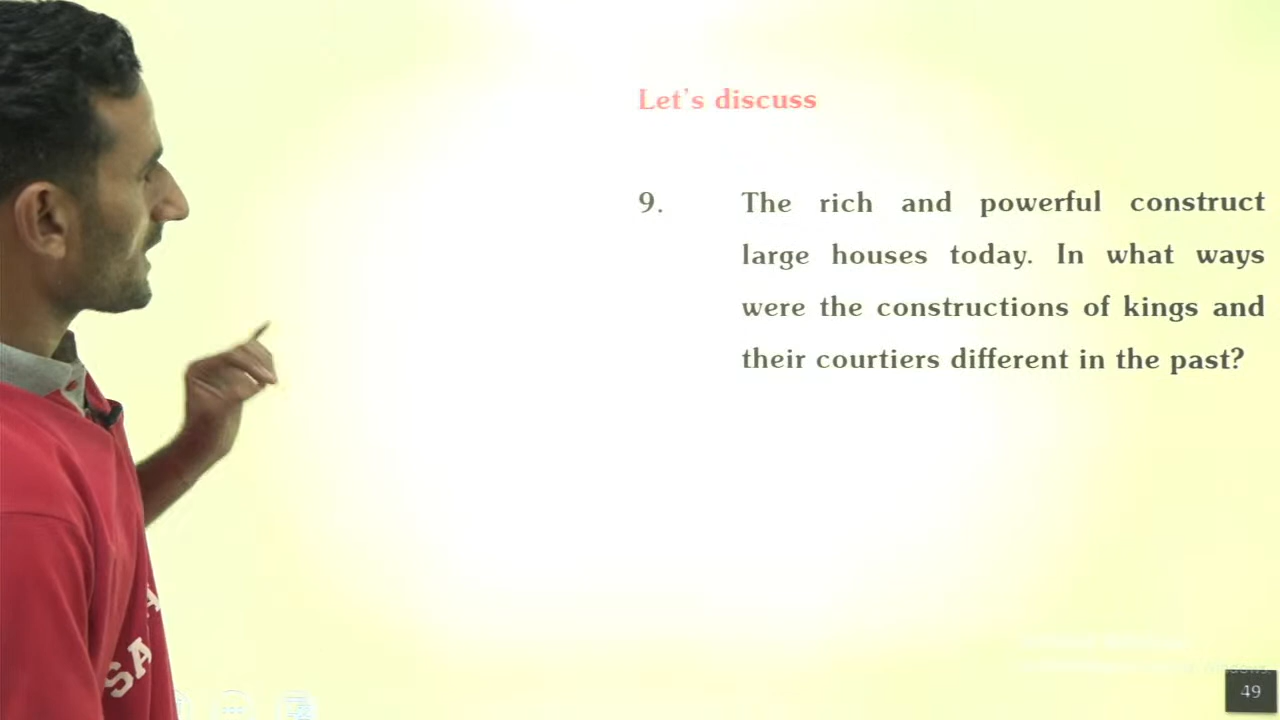 Let's discuss
9. The rich and powerful construct
large houses today. In what ways
were the constructions of kings and
their courtiers different in the past?
SA
49